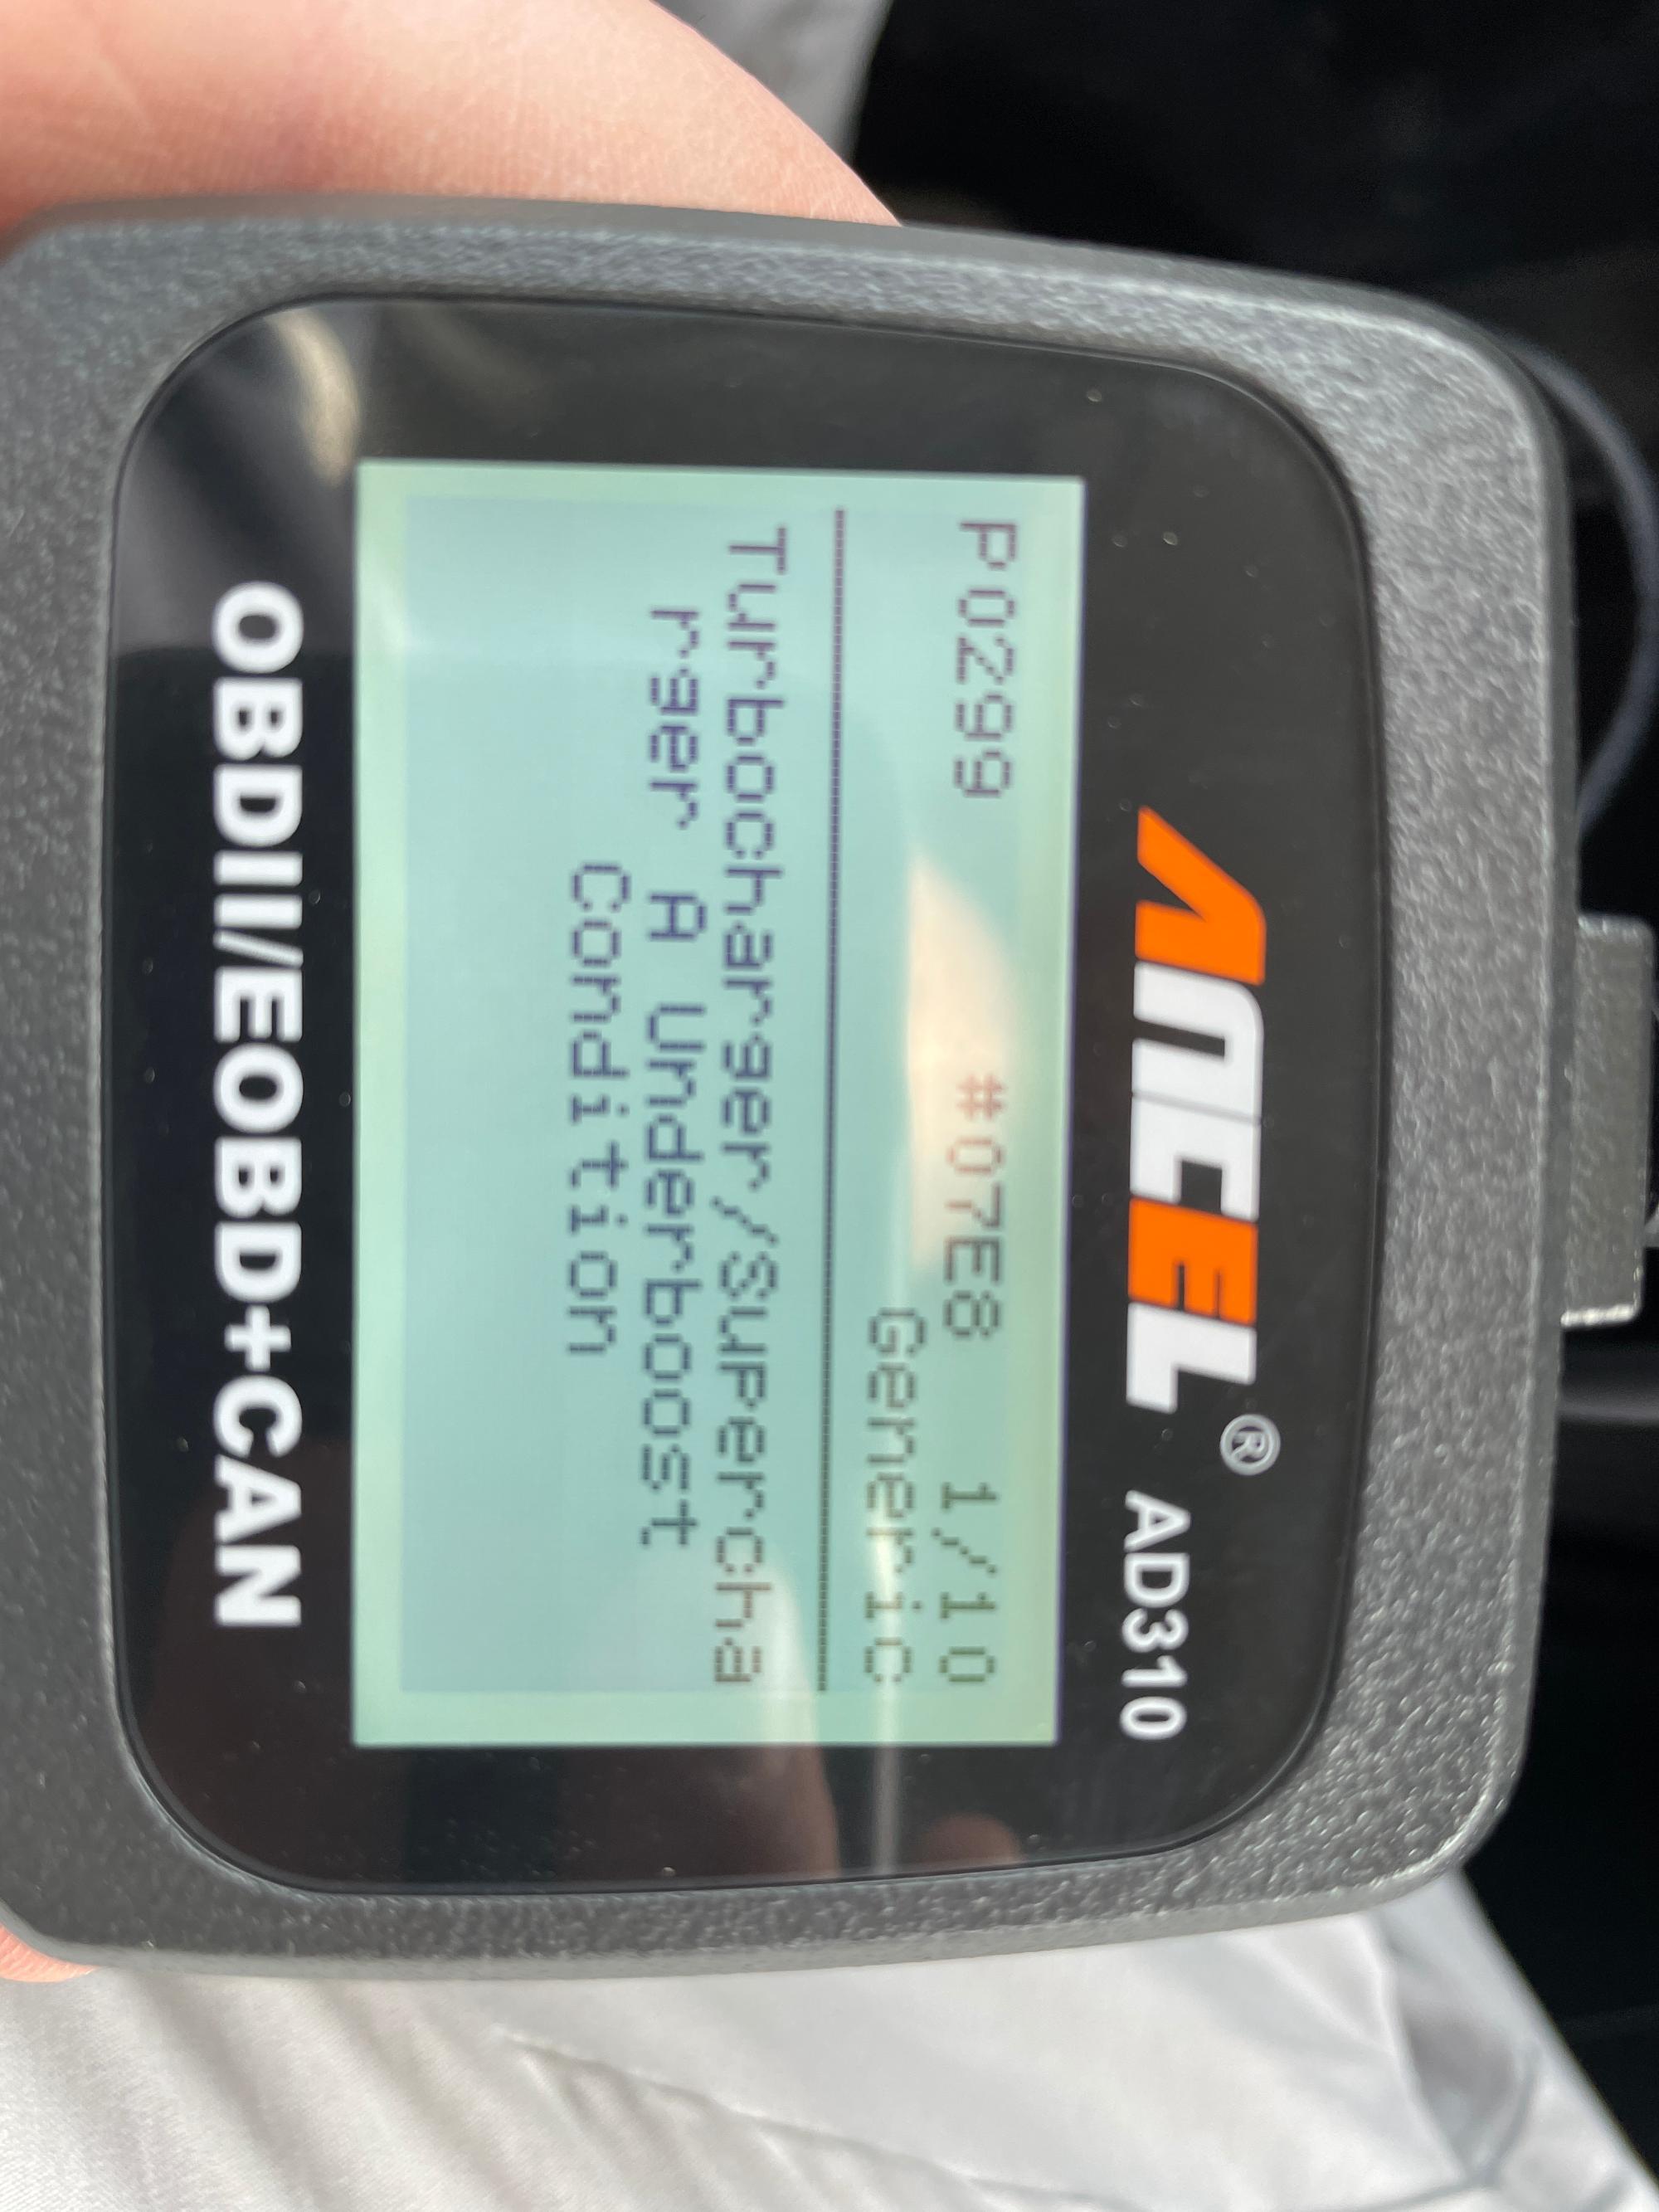 ANCEL® AD310
P0299 #07E8 1/10
Generic
Turbocharger/Supercha
rger A Underboost
Condition
OBDII/EOBD+CAN